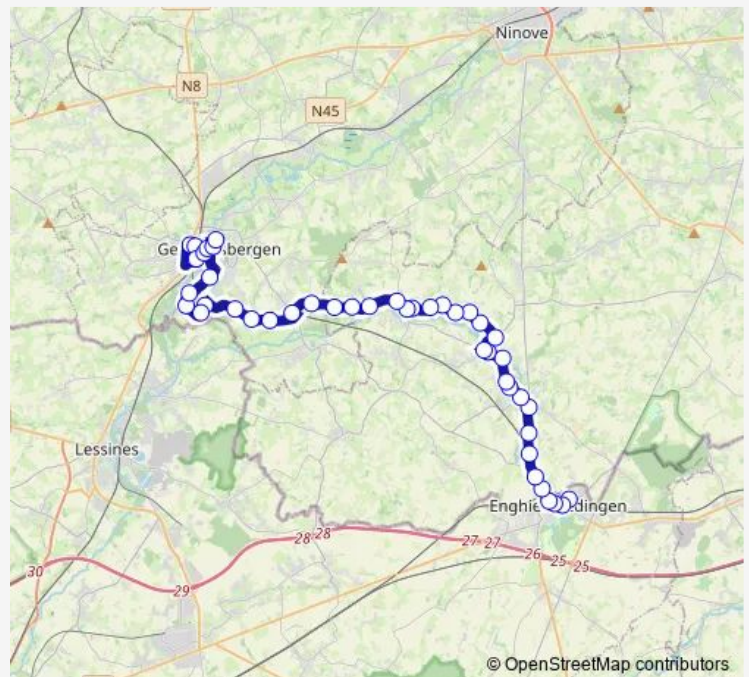 Ninove
N8
N45
Ge bergen
Lessines
Enghie dingen
28 28
27 27
26
25 25
30
29
© OpenStreetMap contributors